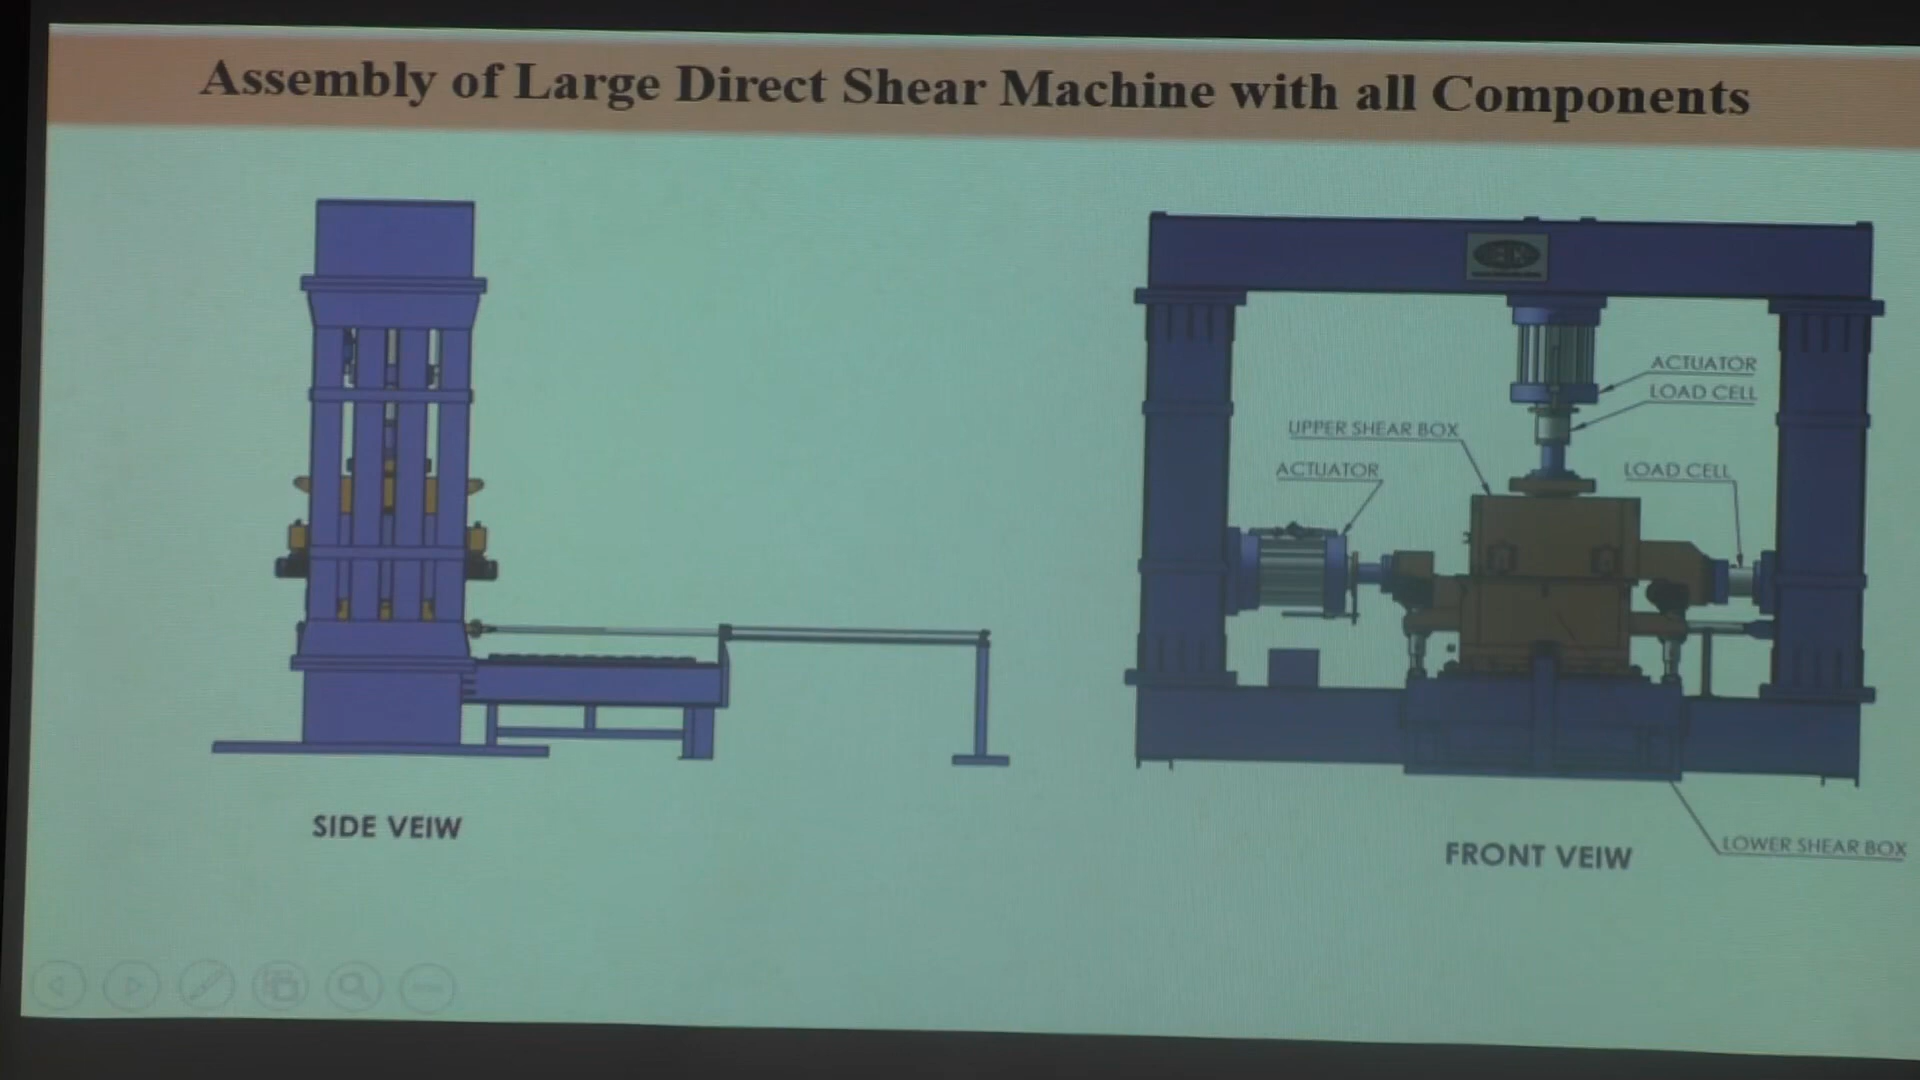 Assembly of Large Direct Shear Machine with all Components
ACTUATOR
LOAD CELL
UPPER SHEAR BOX
ACTUATOR
LOAD CELL
SIDE VEIW
FRONT VEIW
LOWER SHEAR BOX